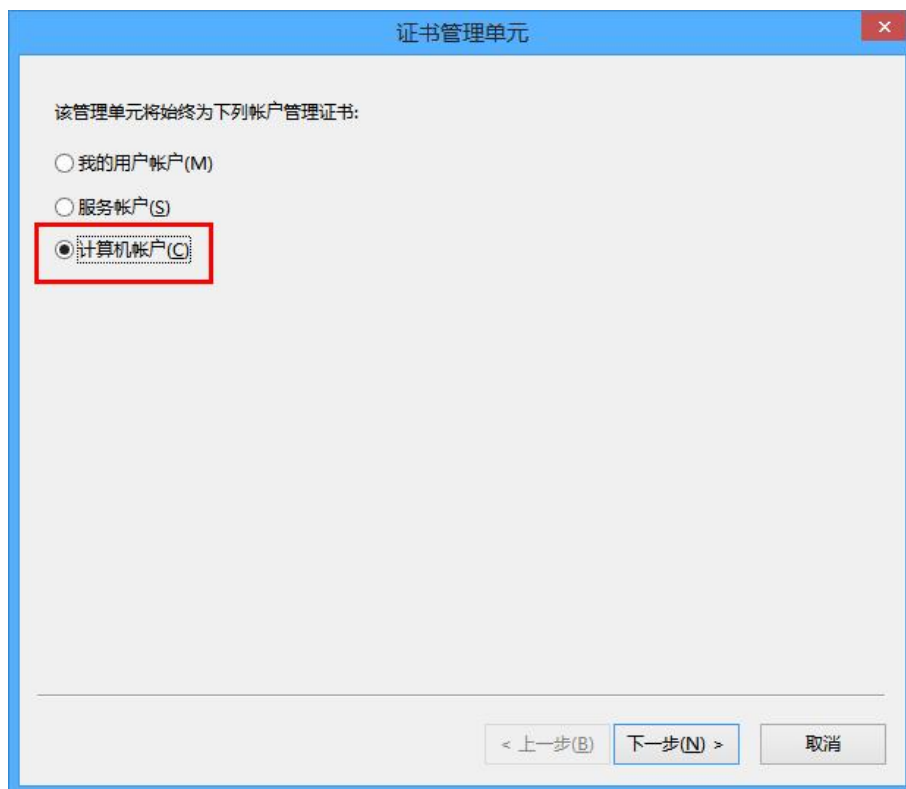 证书管理单元
该管理单元将始终为下列帐户管理证书:
我的用户帐户(M)
服务帐户(S)
计算机帐户(C)
< 上一步(B) 下一步(N) > 取消